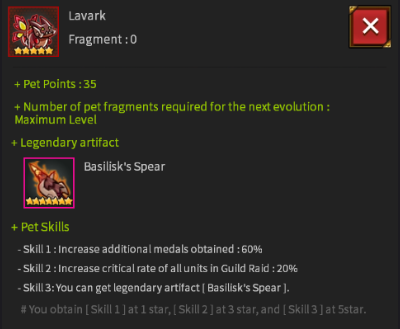 Lavark
Fragment : 0
+ Pet Points : 35
+ Number of pet fragments required for the next evolution :
Maximum Level
+ Legendary artifact
Basilisk's Spear
+ Pet Skills
- Skill 1 : Increase additional medals obtained : 60%
- Skill 2 : Increase critical rate of all units in Guild Raid : 20%
- Skill 3: You can get legendary artifact [ Basilisk's Spear ].
# You obtain [ Skill 1 ] at 1 star, [ Skill 2 ] at 3 star, and [ Skill 3 ] at 5star.